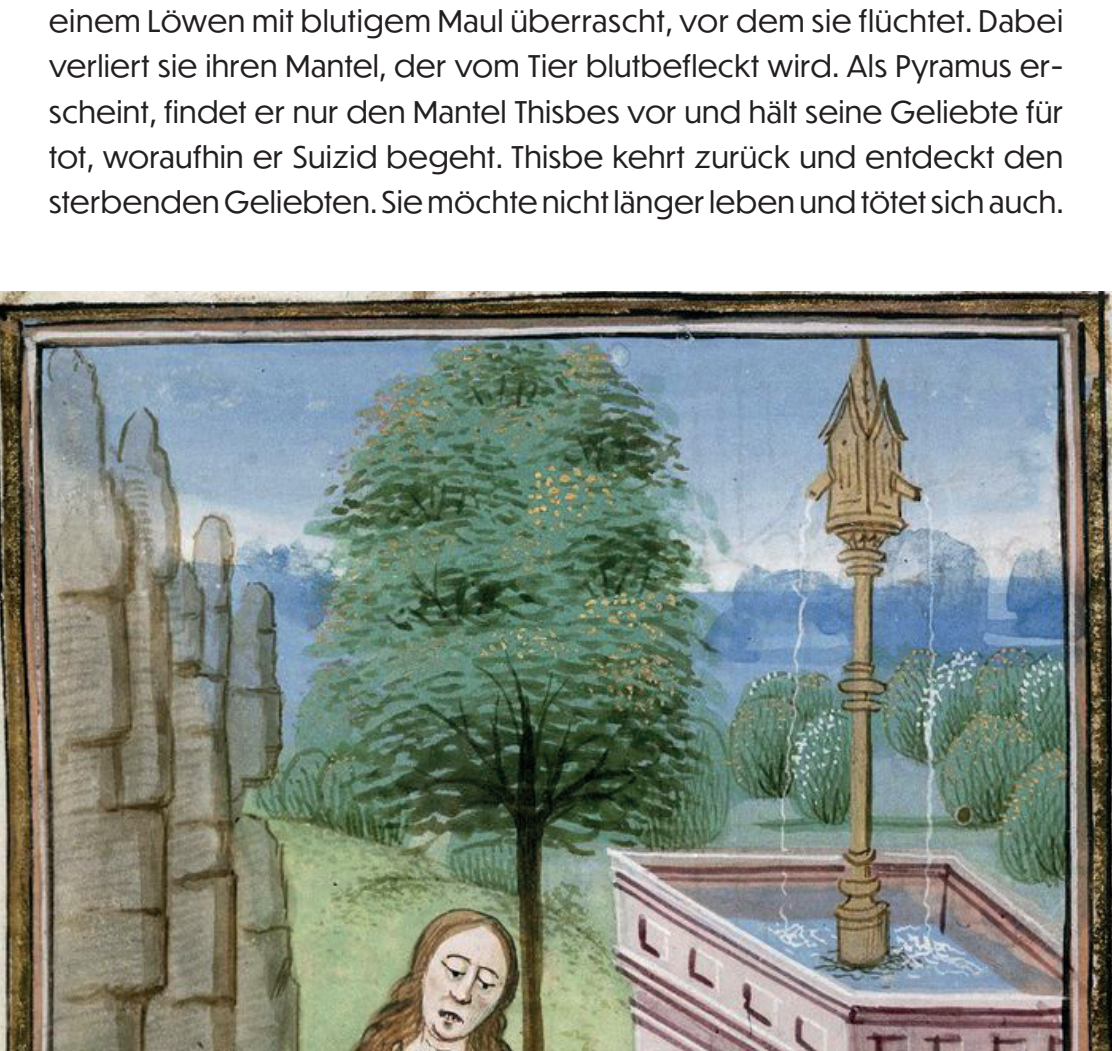 einem Löwen mit blutigem Maul überrascht, vor dem sie flüchtet. Dabei
verliert sie ihren Mantel, der vom Tier blutbefleckt wird. Als Pyramus er-
scheint, findet er nur den Mantel Thisbes vor und hält seine Geliebte für
tot, woraufhin er Suizid begeht. Thisbe kehrt zurück und entdeckt den
sterbenden Geliebten. Sie möchte nicht länger leben und tötet sich auch.